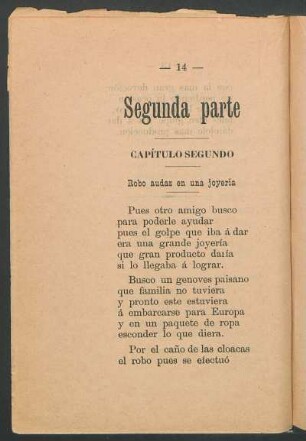 — 14 —
Segunda parte
CAPÍTULO SEGUNDO
Robo audaz en una joyería
Pues otro amigo busco
para poderle ayudar
pues el golpe que iba á dar
era una grande joyería
que gran producto daría
si lo llegaba á lograr.
Busco un genoves paisano
que familia no tuviera
y pronto este estuviera
á embarcarse para Europa
y en un paquete de ropa
esconder lo que diera.
Por el caño de las cloacas
el robo pues se efectuó